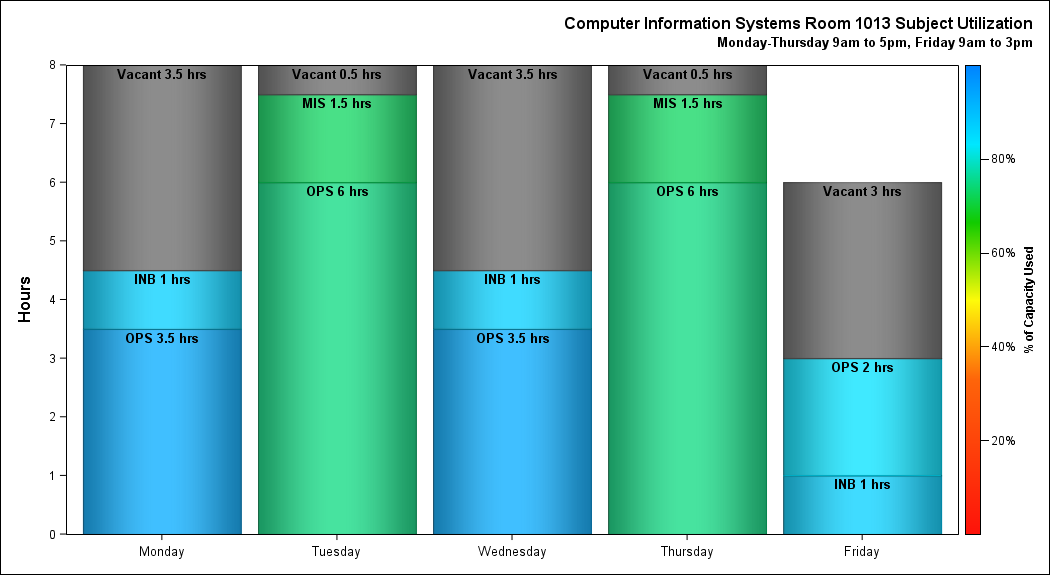 Computer Information Systems Room 1013 Subject Utilization
Monday-Thursday 9am to 5pm, Friday 9am to 3pm
Hours
8
7
6
5
4
3
2
1
0
Vacant 3.5 hrs
INB 1 hrs
OPS 3.5 hrs
Vacant 0.5 hrs
MIS 1.5 hrs
OPS 6 hrs
Vacant 3.5 hrs
INB 1 hrs
OPS 3.5 hrs
Vacant 0.5 hrs
MIS 1.5 hrs
OPS 6 hrs
Vacant 3 hrs
OPS 2 hrs
INB 1 hrs
Monday
Tuesday
Wednesday
Thursday
Friday
80%
60%
40%
20%
% of Capacity Used